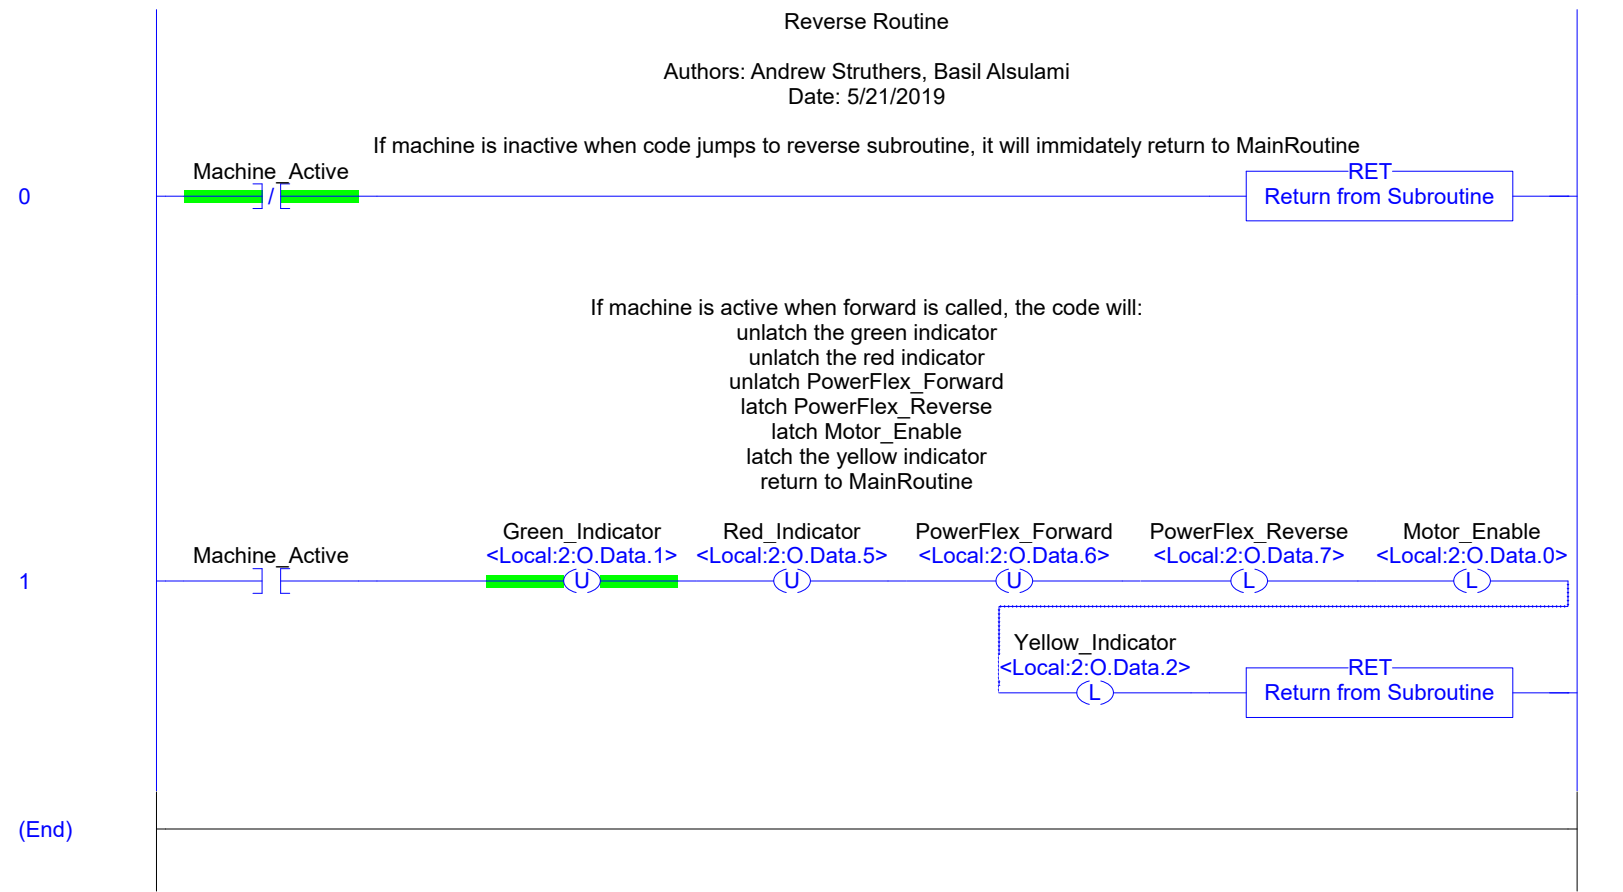 Reverse Routine
Authors: Andrew Struthers, Basil Alsulami
Date: 5/21/2019
If machine is inactive when code jumps to reverse subroutine, it will immidately return to MainRoutine
Machine_Active
RET
0
/
Return from Subroutine
If machine is active when forward is called, the code will:
unlatch the green indicator
unlatch the red indicator
unlatch PowerFlex_Forward
latch PowerFlex_Reverse
latch Motor_Enable
latch the yellow indicator
return to MainRoutine
Green_Indicator Red_Indicator PowerFlex_Forward PowerFlex_Reverse Motor_Enable
Machine_Active <Local:2:O.Data.1> <Local:2:O.Data.5> <Local:2:O.Data.6> <Local:2:O.Data.7> <Local:2:O.Data.0>
1 U U U L L
Yellow_Indicator
<Local:2:O.Data.2> RET
L Return from Subroutine
(End)